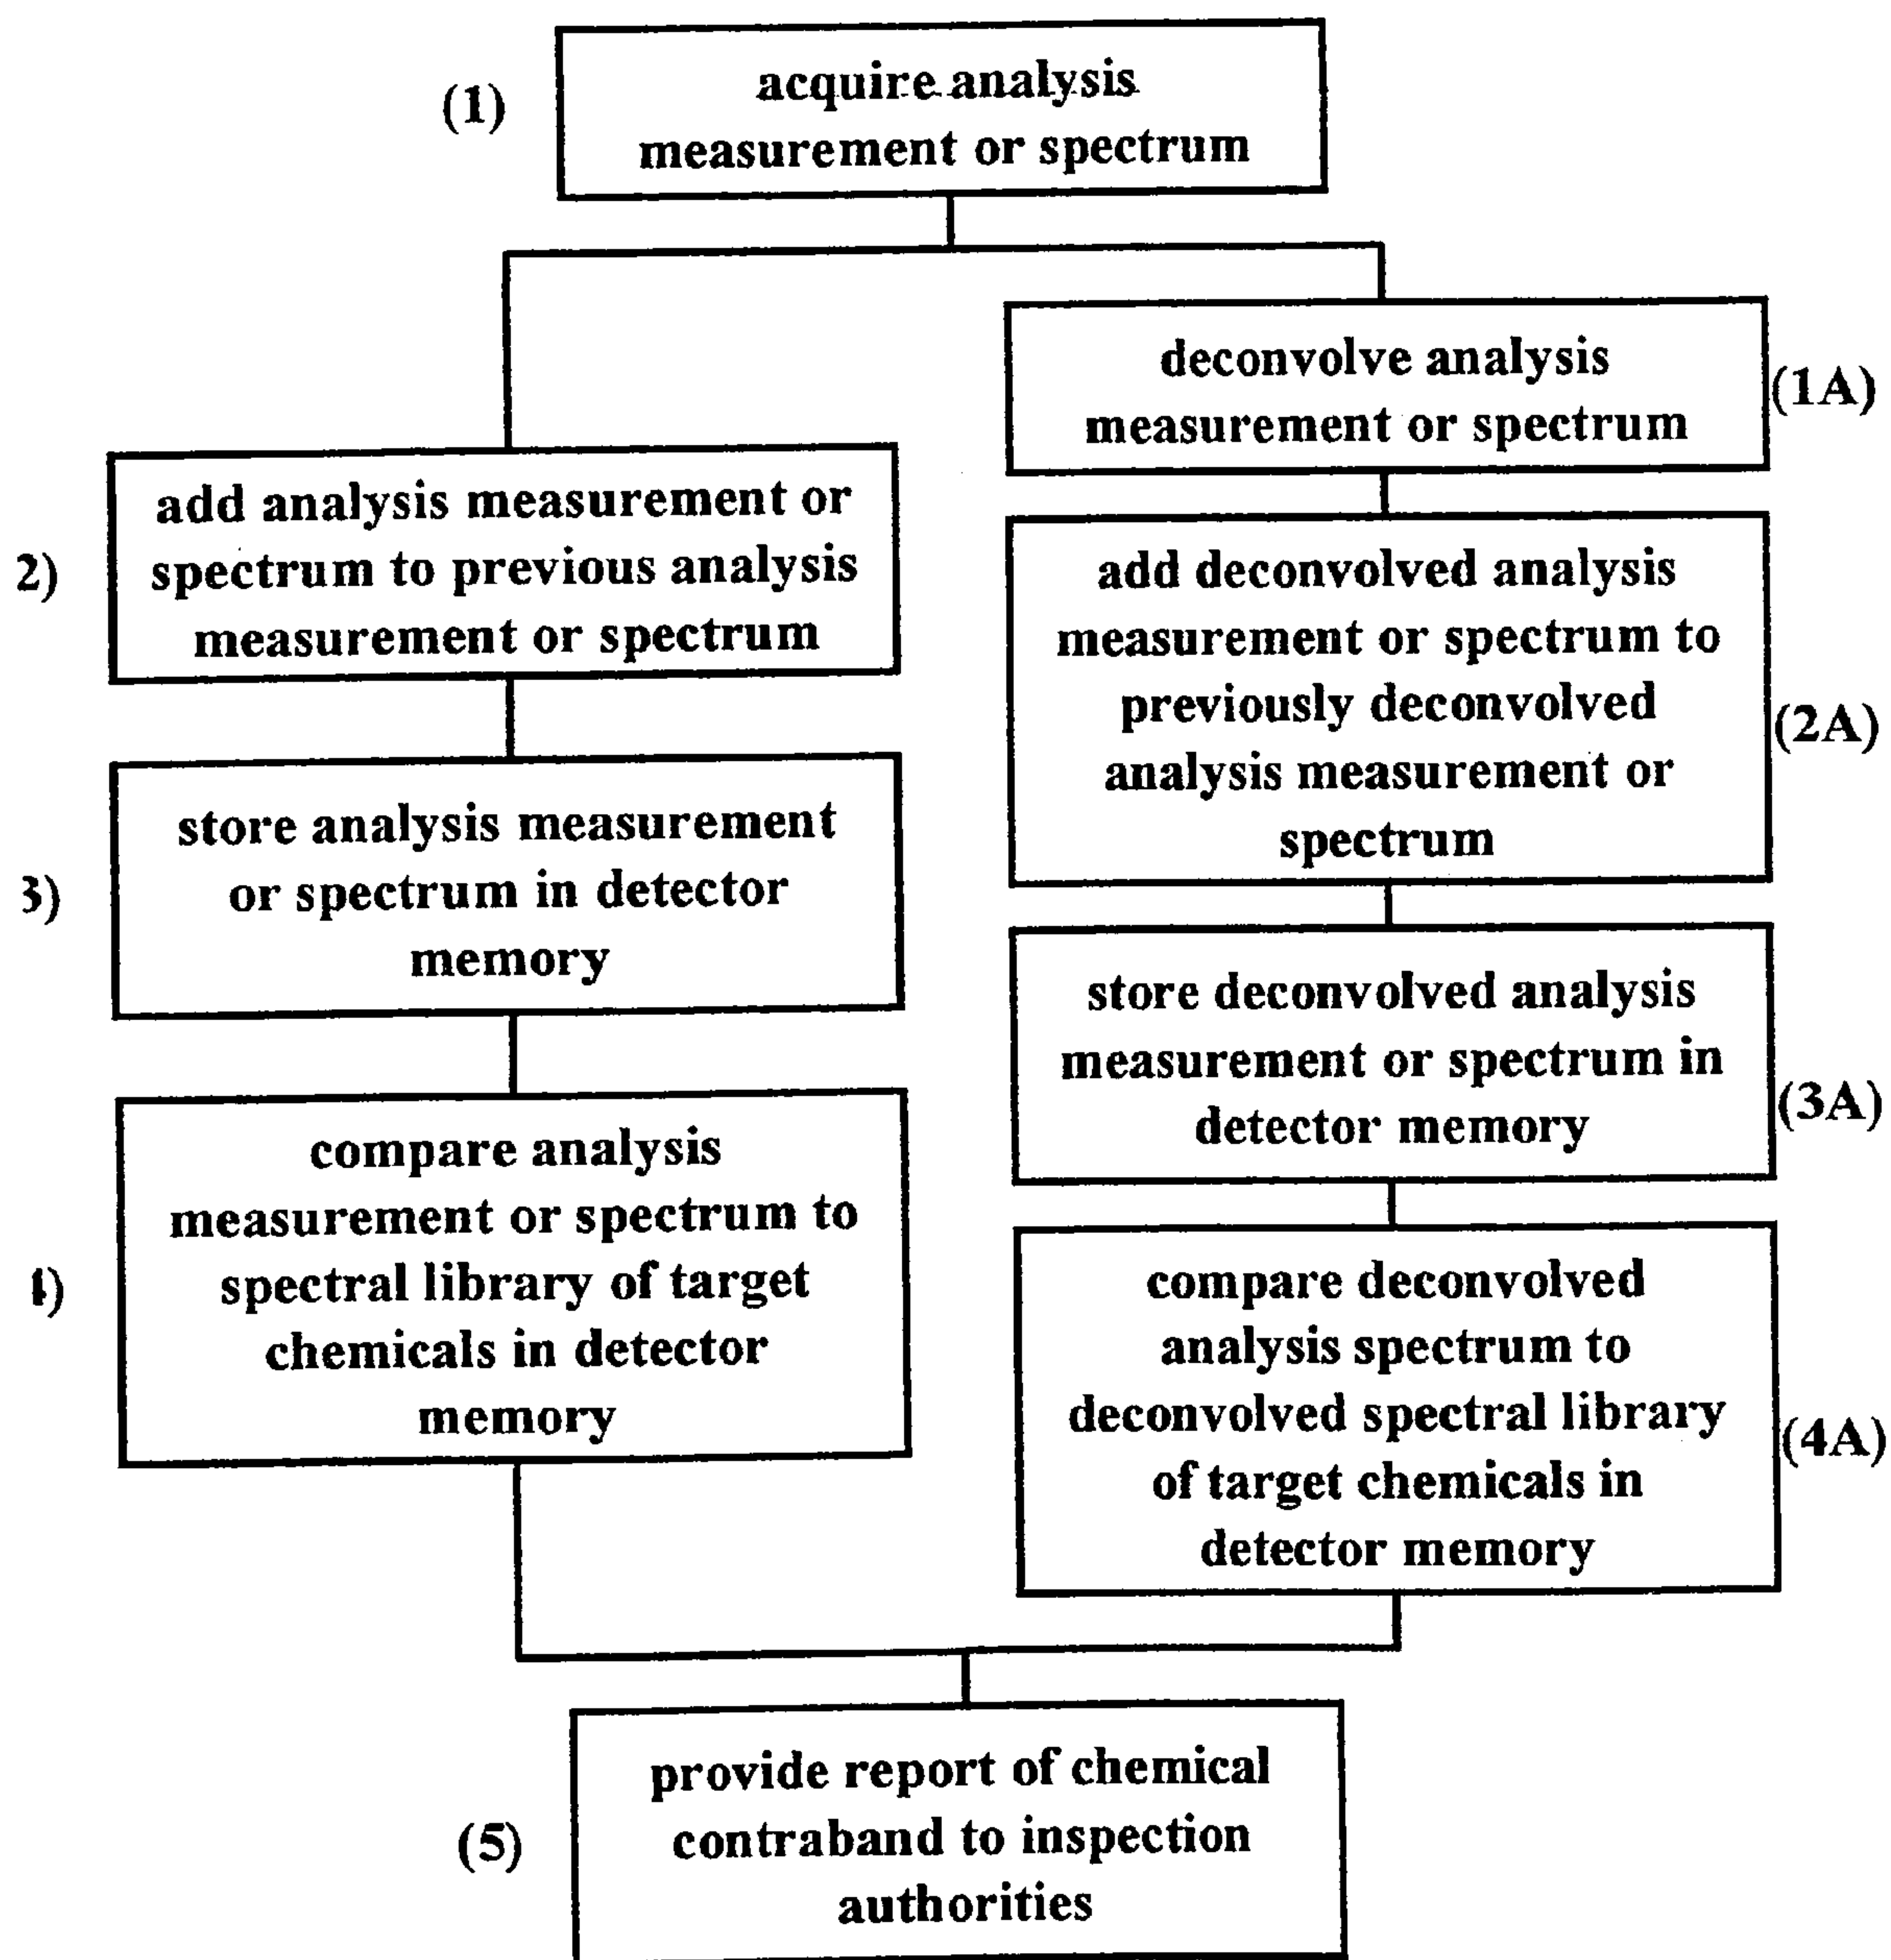 (1)
acquire analysis
measurement or spectrum
deconvolve analysis
measurement or spectrum
(1A)
2)
add analysis measurement or
spectrum to previous analysis
measurement or spectrum
add deconvolved analysis
measurement or spectrum to
previously deconvolved
analysis measurement or
spectrum
(2A)
3)
store analysis measurement
or spectrum in detector
memory
store deconvolved analysis
measurement or spectrum in
detector memory
(3A)
compare analysis
measurement or spectrum to
spectral library of target
chemicals in detector
memory
compare deconvolved
analysis spectrum to
deconvolved spectral library
of target chemicals in
detector memory
(4A)
(5)
provide report of chemical
contraband to inspection
authorities